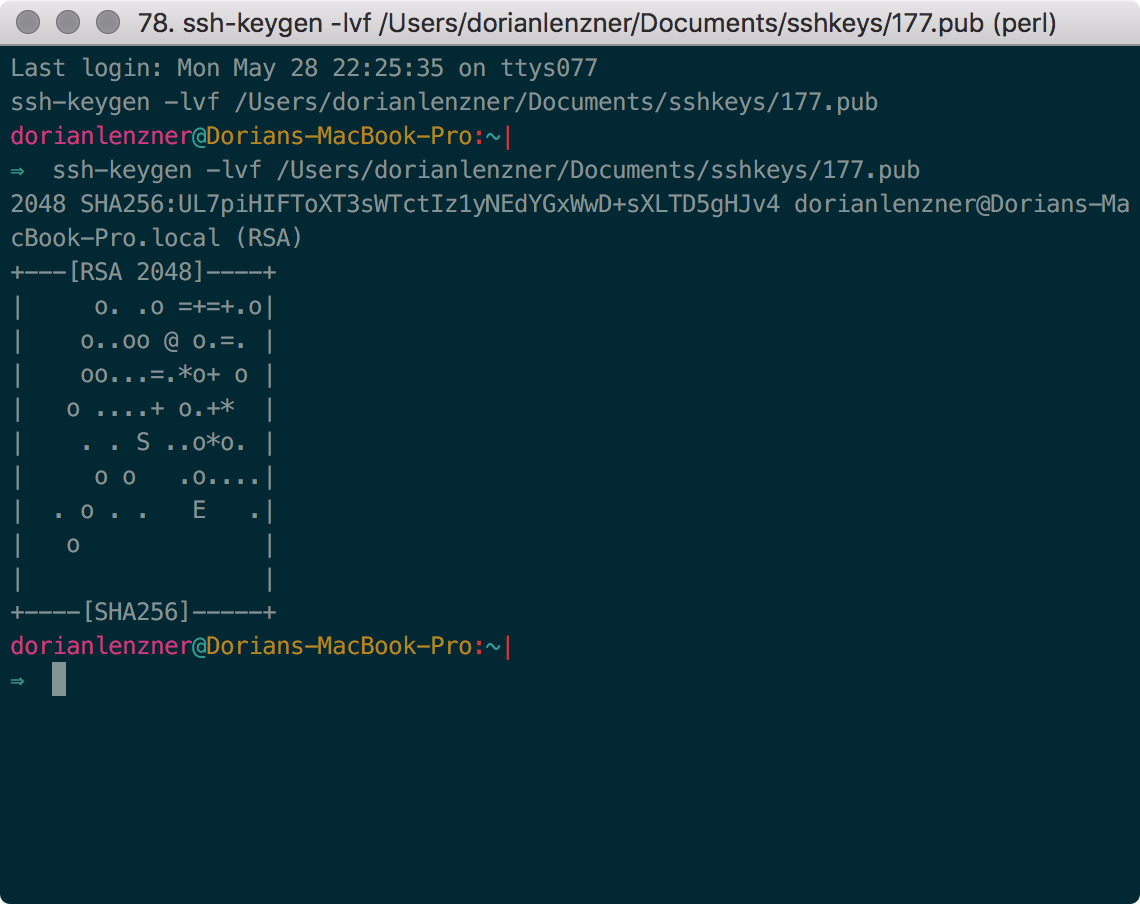 78. ssh-keygen -lvf /Users/dorianlenzner/Documents/sshkeys/177.pub (perl)
Last login: Mon May 28 22:25:35 on ttys077
ssh-keygen -lvf /Users/dorianlenzner/Documents/sshkeys/177.pub
dorianlenzner@Dorians-MacBook-Pro:~|
⇒  ssh-keygen -lvf /Users/dorianlenzner/Documents/sshkeys/177.pub
2048 SHA256:UL7piHIFToXT3sWTctIz1yNEdYGxWwD+sXLTD5gHJv4 dorianlenzner@Dorians-Ma
cBook-Pro.local (RSA)
+---[RSA 2048]----+
|     o. .o =+=+.o|
|    o..oo @ o.=. |
|    oo...=.*o+ o |
|   o ....+ o.+*  |
|    . . S ..o*o. |
|     o o   .o....|
|  . o . .   E   .|
|   o             |
|                 |
+----[SHA256]-----+
dorianlenzner@Dorians-MacBook-Pro:~|
⇒